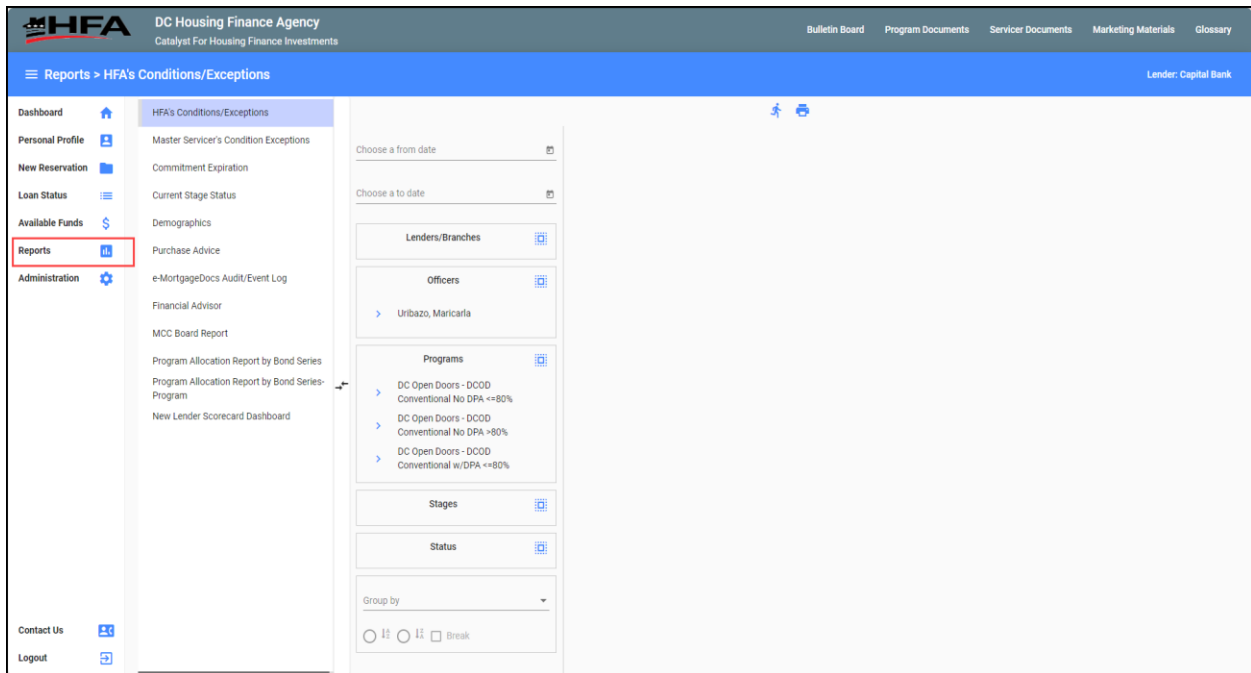 HFA
DC Housing Finance Agency
Catalyst For Housing Finance Investments
Bulletin Board
Program Documents
Servicer Documents
Marketing Materials
Glossary
Reports > HFA's Conditions/Exceptions
Lender: Capital Bank
Dashboard
Personal Profile
New Reservation
Loan Status
Available Funds
$
Reports
Administration
Contact Us
Logout
HFA's Conditions/Exceptions
Master Servicer's Condition Exceptions
Commitment Expiration
Current Stage Status
Demographics
Purchase Advice
e-MortgageDocs Audit/Event Log
Financial Advisor
MCC Board Report
Program Allocation Report by Bond Series
Program Allocation Report by Bond Series-
Program
New Lender Scorecard Dashboard
Choose a from date
Choose a to date
Lenders/Branches
Officers
Uribazo, Maricarla
Programs
DC Open Doors - DCOD
Conventional No DPA <=80%
DC Open Doors - DCOD
Conventional No DPA >80%
DC Open Doors - DCOD
Conventional w/DPA <=80%
Stages
Status
Group by
Break